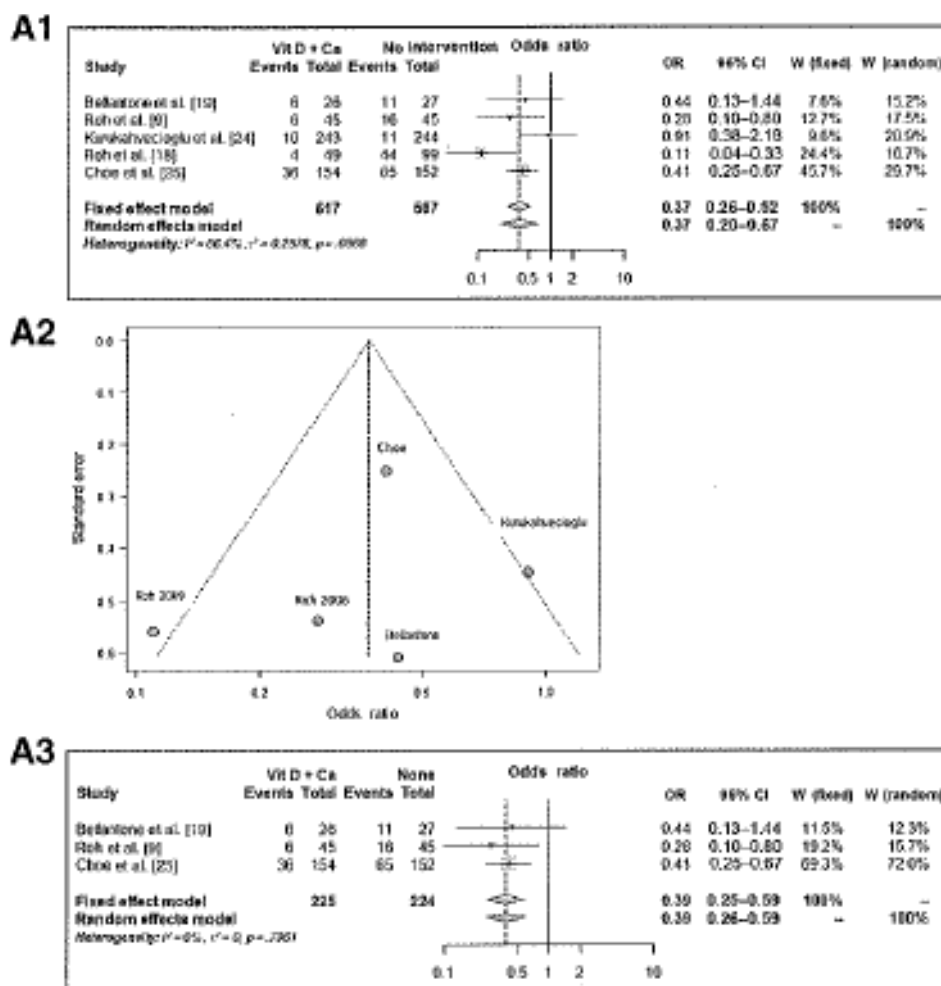 A1
Vit D + Ca No Intervention Odds ratio
Study Events Total Events Total OR 95% CI W (fixed) W (random)
Bellantone et al. [19] 6 26 11 27 0.44 0.13–1.44 7.6% 15.2%
Roh et al. [9] 6 45 16 45 0.28 0.10–0.80 12.7% 17.5%
Karakahvecioglu et al. [24] 10 243 11 244 0.91 0.38–2.18 9.6% 20.9%
Roh et al. [18] 4 49 44 99 0.11 0.04–0.33 24.4% 16.7%
Choe et al. [25] 36 154 65 152 0.41 0.25–0.67 45.7% 29.7%
Fixed effect model 0.37 0.26–0.52 100% –
Random effects model 0.37 0.20–0.67 – 100%
Heterogeneity:
0.1 0.5 1 2 10
A2
0.0
0.1
0.2
Choe
0.3
Standard error
0.4
Roh 2009
Bellantone
0.5
0.6
0.1 0.2 0.5 1.0
Odds ratio
A3
Vit D + Ca None Odds ratio
Study Events Total Events Total OR 95% CI W (fixed) W (random)
Bellantone et al. [19] 6 26 11 27 0.44 0.13–1.44 11.5% 12.3%
Roh et al. [9] 6 45 16 45 0.28 0.10–0.80 19.2% 15.7%
Choe et al. [25] 36 154 65 152 0.41 0.25–0.67 69.3% 72.0%
Fixed effect model 225 224 0.39 0.25–0.59 100% –
Random effects model 0.39 0.26–0.59 – 100%
Heterogeneity: I² = 0%,
0.1 0.5 1 2 10